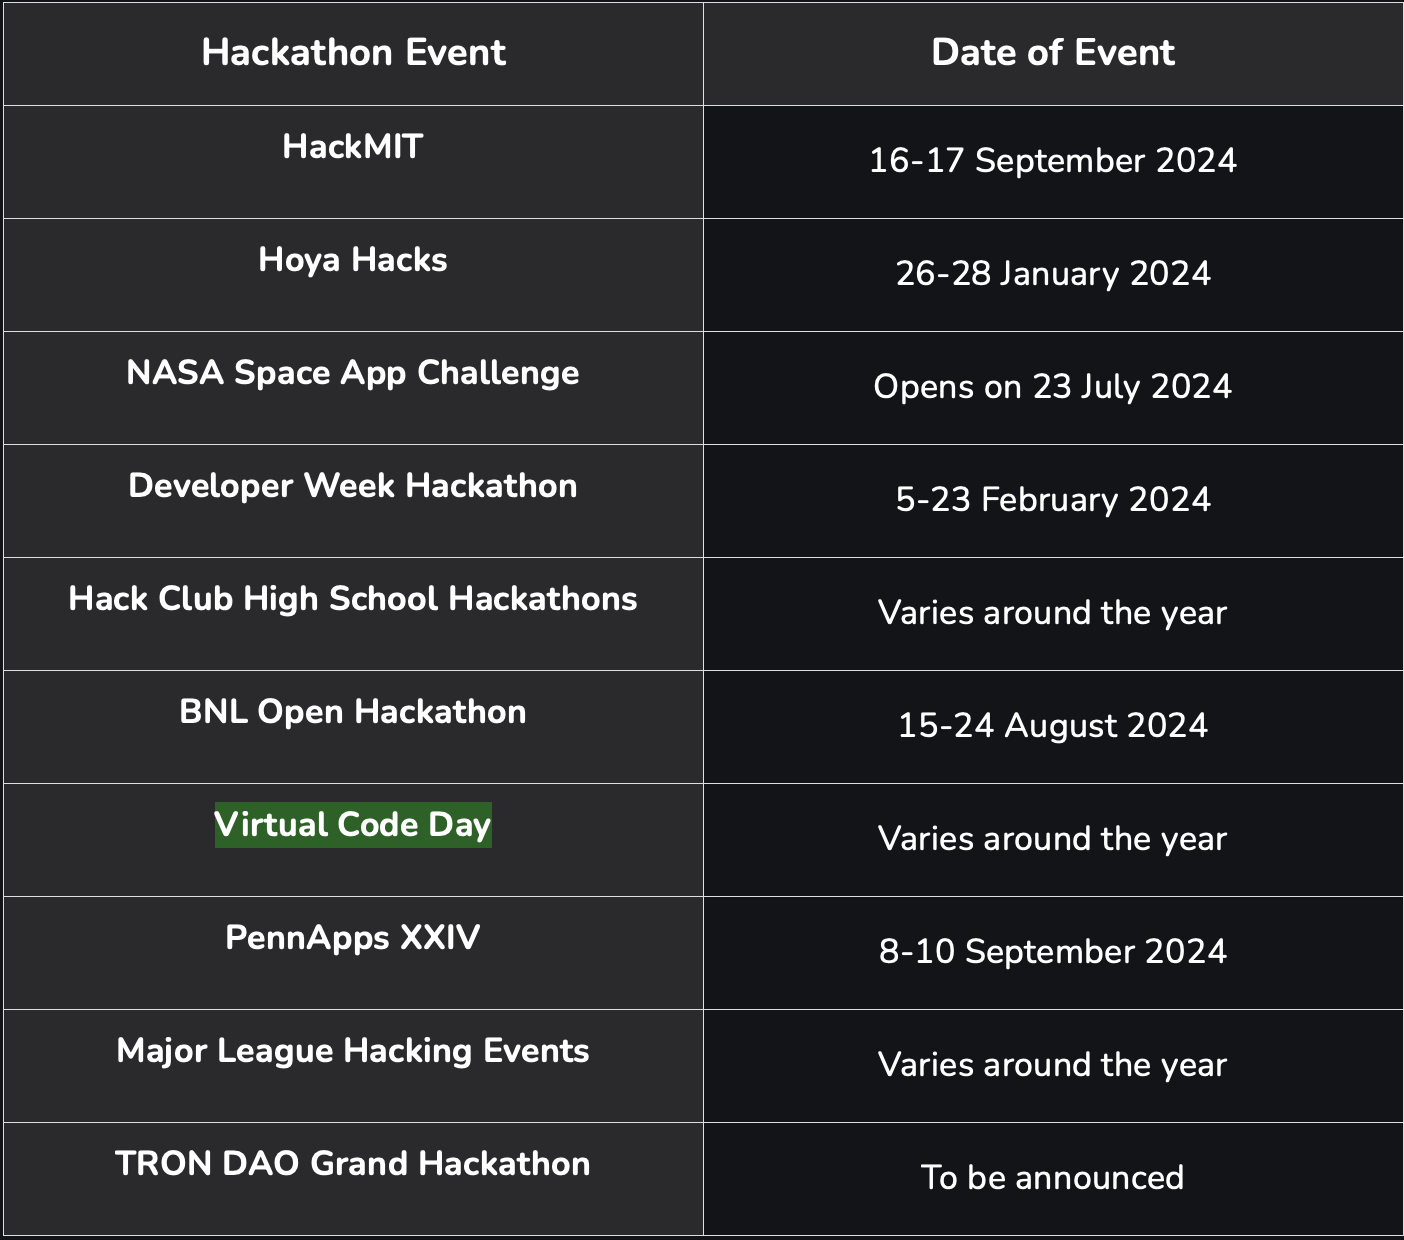 Hackathon Event
Date of Event
HackMIT
16-17 September 2024
Hoya Hacks
26-28 January 2024
NASA Space App Challenge
Opens on 23 July 2024
Developer Week Hackathon
5-23 February 2024
Hack Club High School Hackathons
Varies around the year
BNL Open Hackathon
15-24 August 2024
Virtual Code Day
Varies around the year
PennApps XXIV
8-10 September 2024
Major League Hacking Events
Varies around the year
TRON DAO Grand Hackathon
To be announced